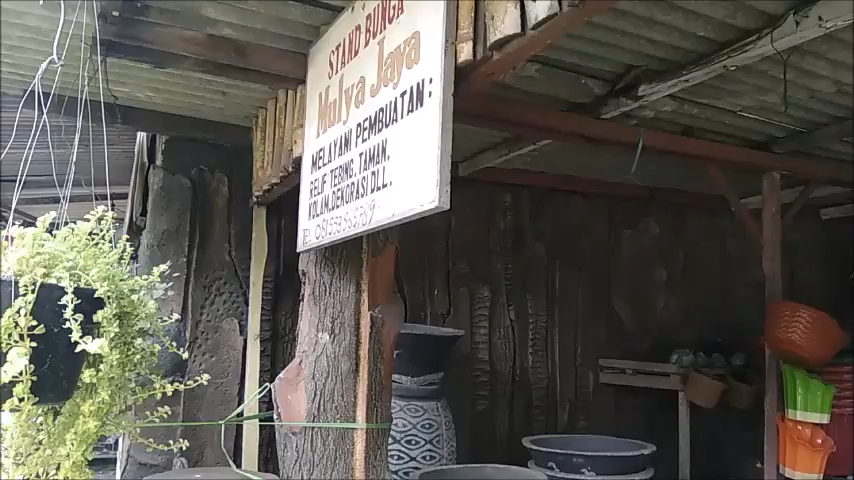 STAND BUNGA
Mulya Jaya
MELAYANI PEMBUATAN :
RELIF TEBING, TAMAN,
KOLAM, DEKORASI DLL.